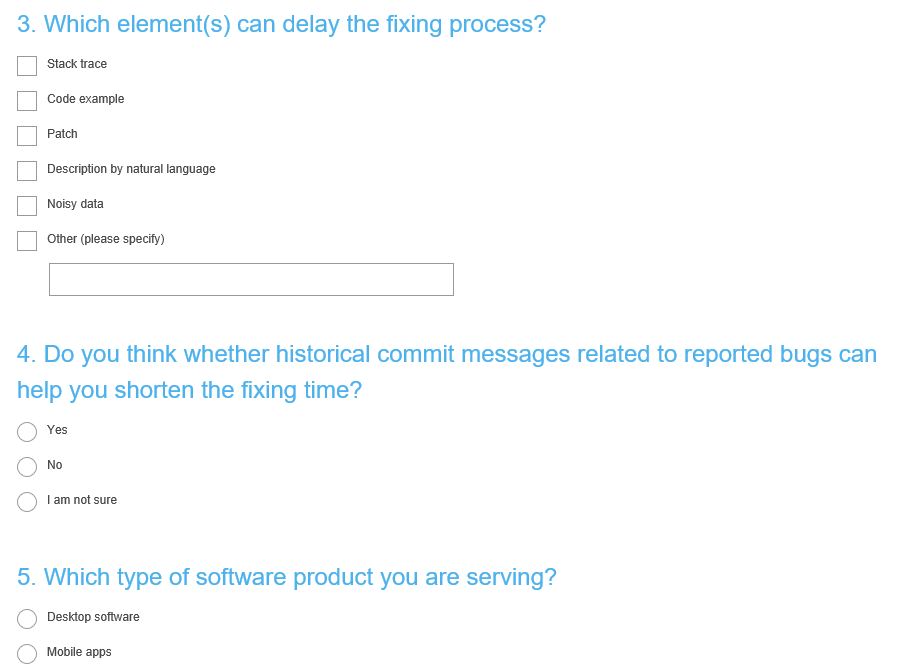 3. Which element(s) can delay the fixing process?
Stack trace
Code example
Patch
Description by natural language
Noisy data
Other (please specify)
4. Do you think whether historical commit messages related to reported bugs can
help you shorten the fixing time?
Yes
No
I am not sure
5. Which type of software product you are serving?
Desktop software
Mobile apps